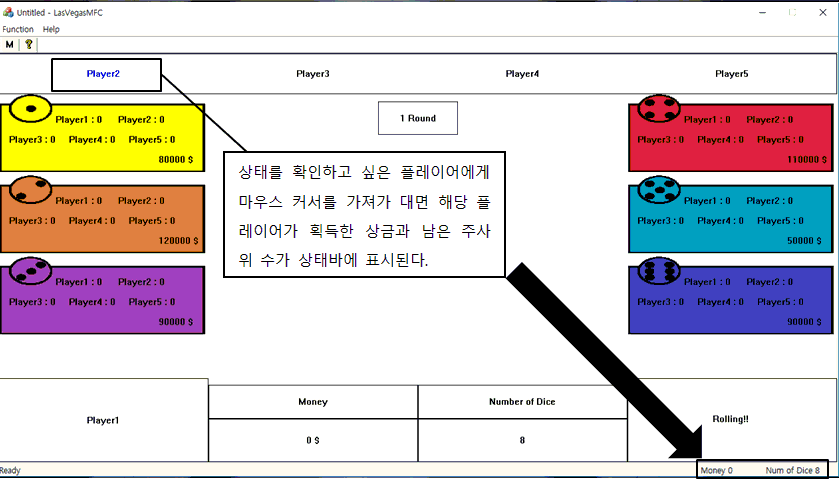 Untitled - LasVegasMFC
Function Help
M ?
Player2 Player3 Player4 Player5
1 Round
Player1 : 0 Player2 : 0
Player3 : 0 Player4 : 0 Player5 : 0
80000 $
Player1 : 0 Player2 : 0
Player3 : 0 Player4 : 0 Player5 : 0
120000 $
Player1 : 0 Player2 : 0
Player3 : 0 Player4 : 0 Player5 : 0
90000 $
상태를 확인하고 싶은 플레이어에게
마우스 커서를 가져가 대면 해당 플
레이어가 획득한 상금과 남은 주사
위 수가 상태바에 표시된다.
Player1 : 0 Player2 : 0
Player3 : 0 Player4 : 0 Player5 : 0
110000 $
Player1 : 0 Player2 : 0
Player3 : 0 Player4 : 0 Player5 : 0
50000 $
Player1 : 0 Player2 : 0
Player3 : 0 Player4 : 0 Player5 : 0
90000 $
Player1
Money Number of Dice
0 $ 8
Rolling!!
Ready Money 0 Num of Dice 8